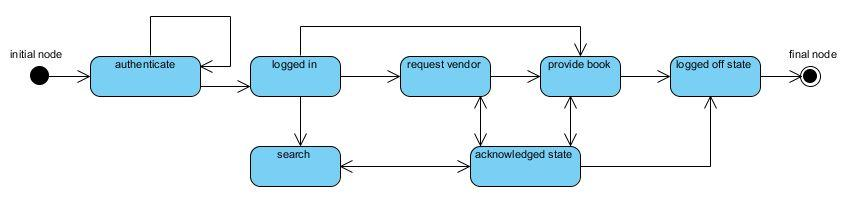 initial node
final node
authenticate
logged in
request vendor
provide book
logged off state
search
acknowledged state